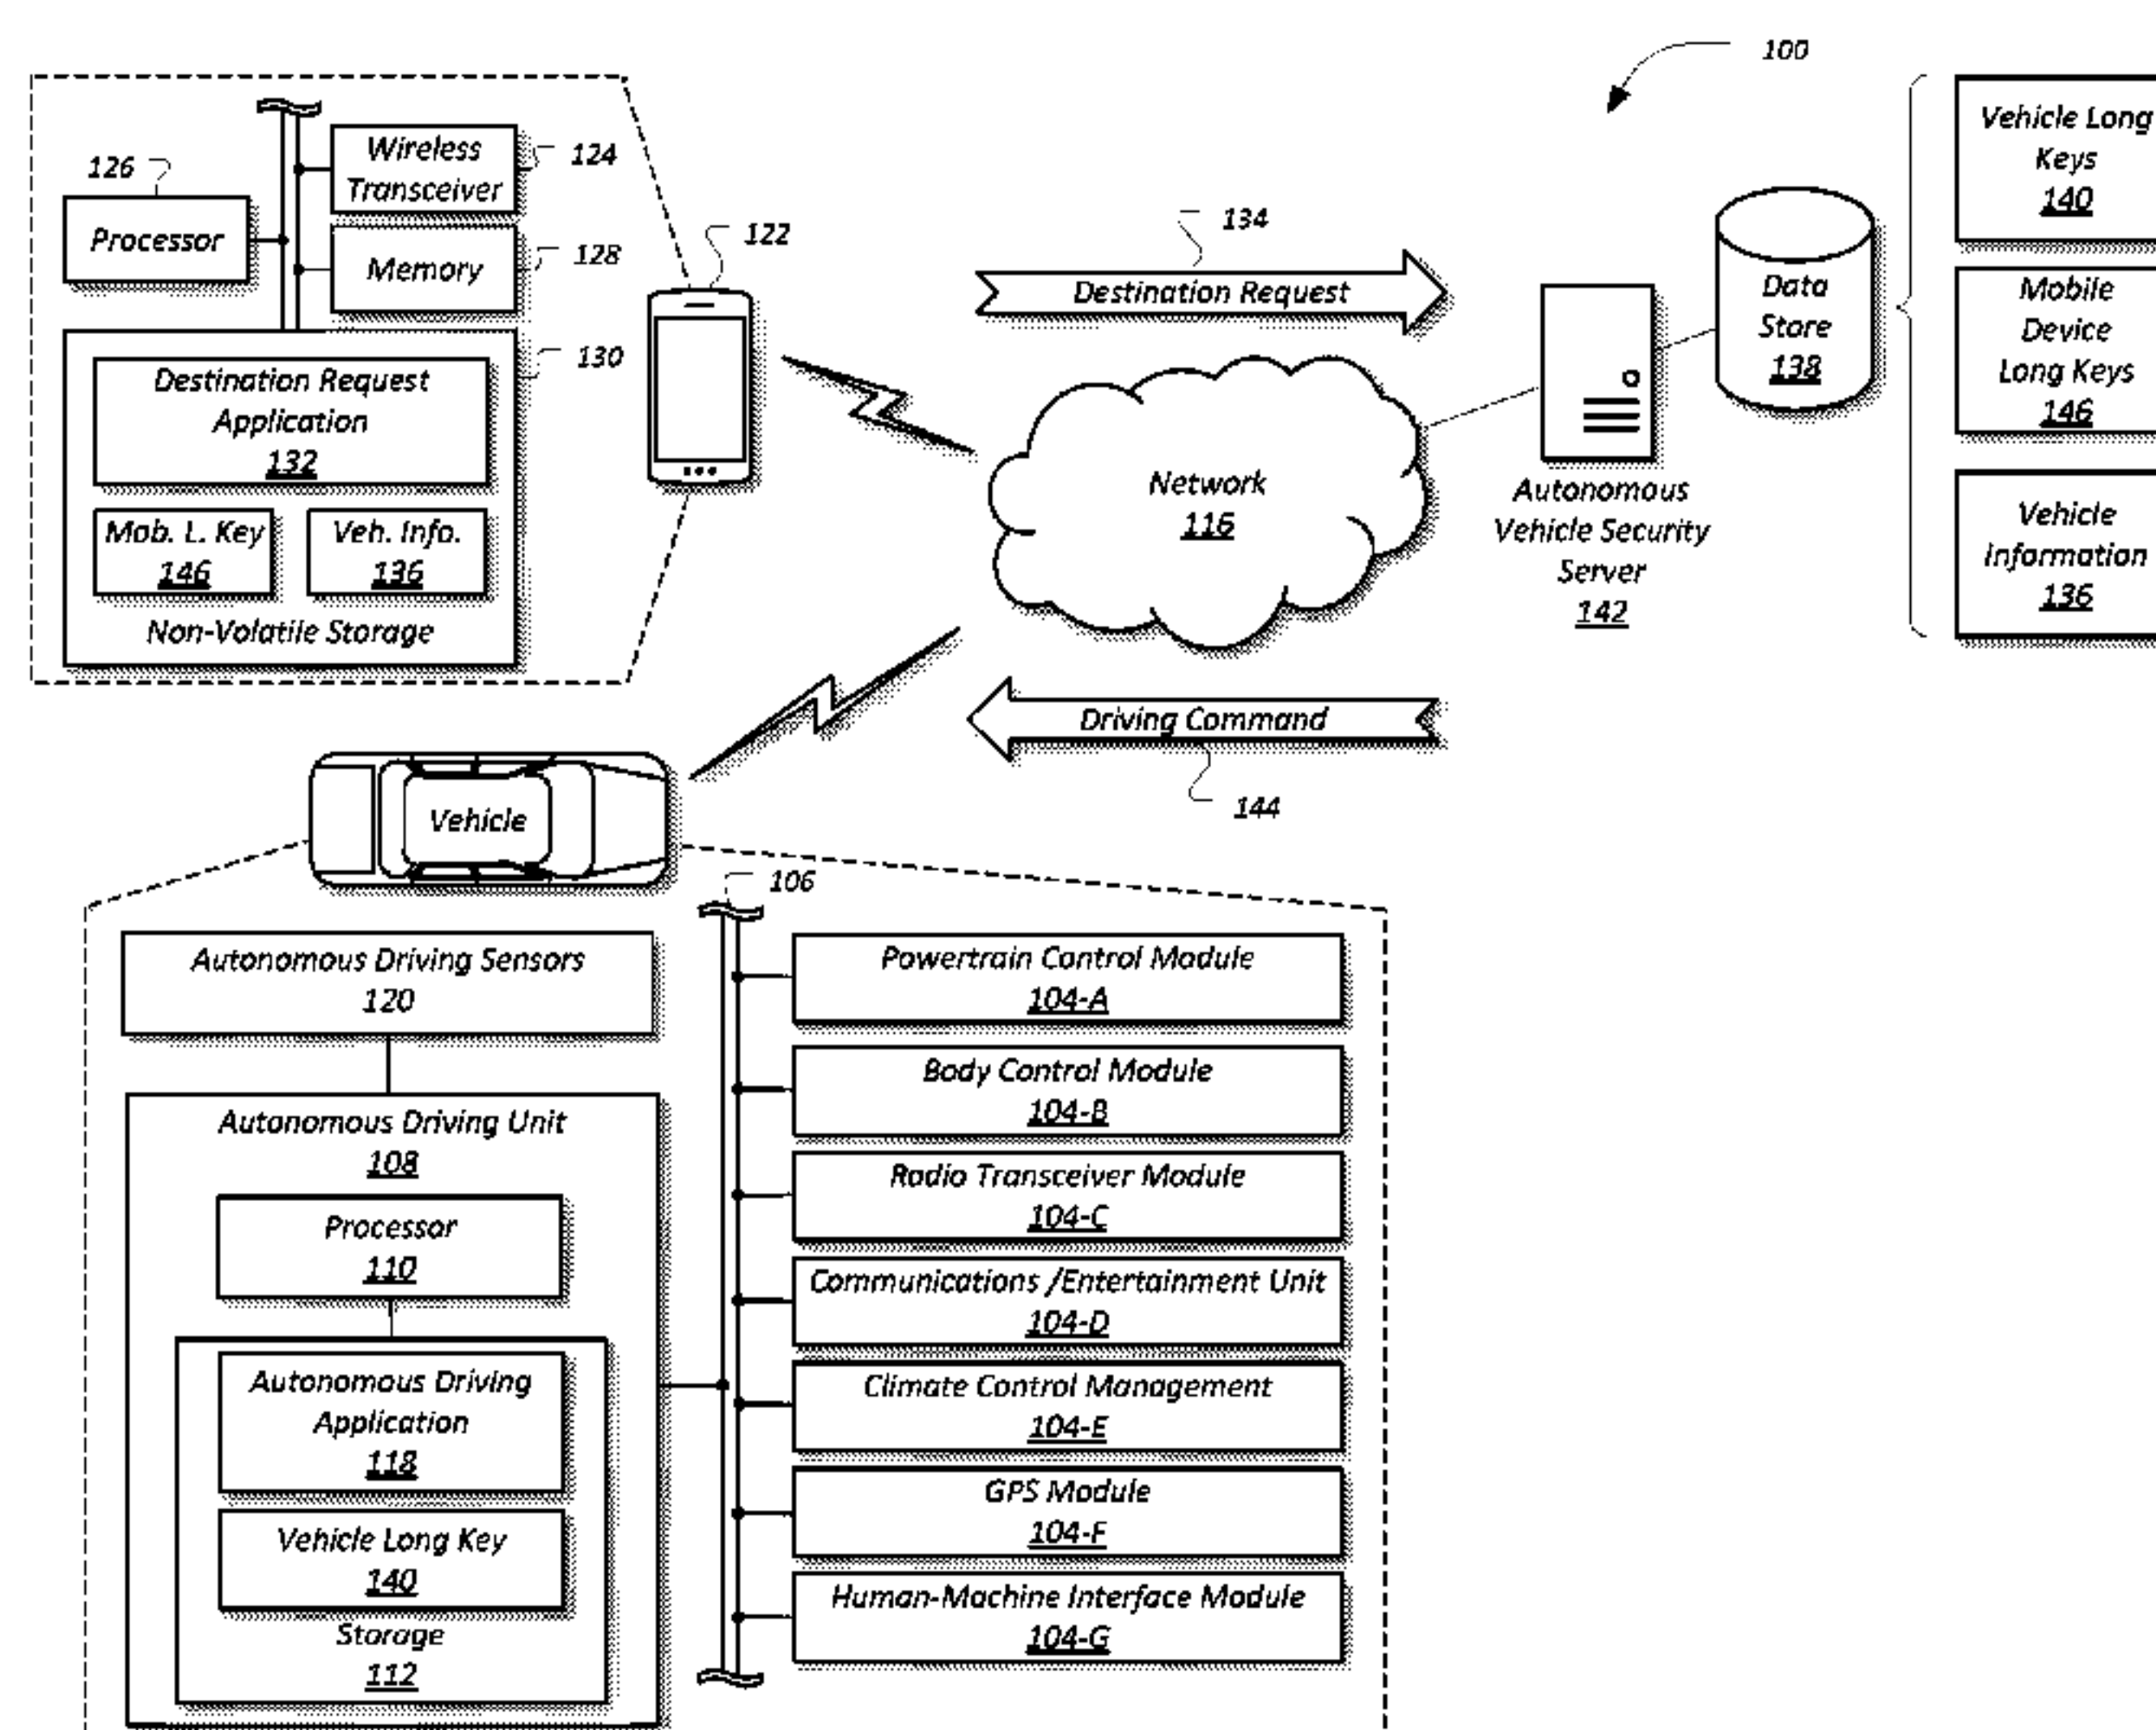 100
126
Wireless
Transceiver
124
Processor
Memory
128
Destination Request
Application
132
130
Mob. L. Key
146
Veh. Info.
136
Non-Volatile Storage
122
134
Destination Request
Network
116
Autonomous
Vehicle Security
Server
142
Data
Store
138
Vehicle Long
Keys
140
Mobile
Device
Long Keys
146
Vehicle
Information
136
Driving Command
144
Vehicle
106
Autonomous Driving Sensors
120
Autonomous Driving Unit
108
Processor
110
Autonomous Driving
Application
118
Vehicle Long Key
140
Storage
112
Powertrain Control Module
104-A
Body Control Module
104-B
Radio Transceiver Module
104-C
Communications /Entertainment Unit
104-D
Climate Control Management
104-E
GPS Module
104-F
Human-Machine Interface Module
104-G